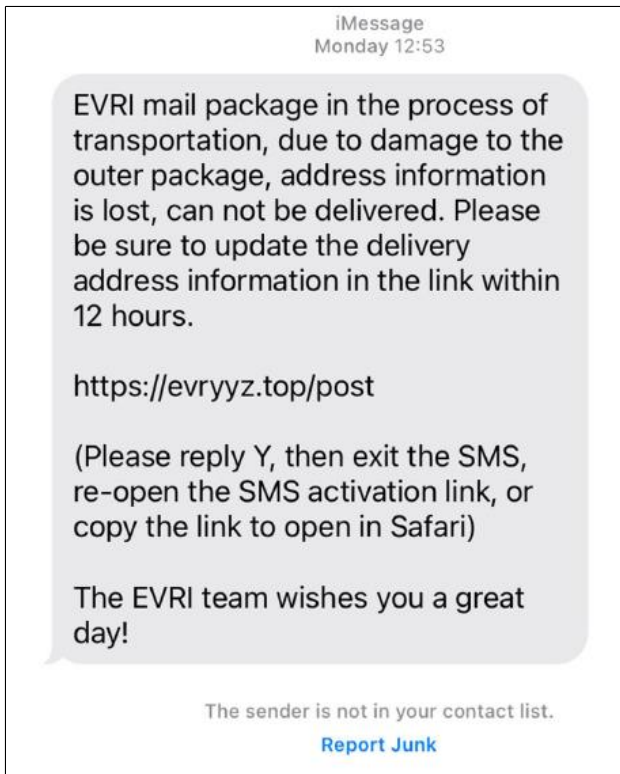 iMessage
Monday 12:53
EVRI mail package in the process of
transportation, due to damage to the
outer package, address information
is lost, can not be delivered. Please
be sure to update the delivery
address information in the link within
12 hours.
https://evryyz.top/post
(Please reply Y, then exit the SMS,
re-open the SMS activation link, or
copy the link to open in Safari)
The EVRI team wishes you a great
day!
The sender is not in your contact list.
Report Junk